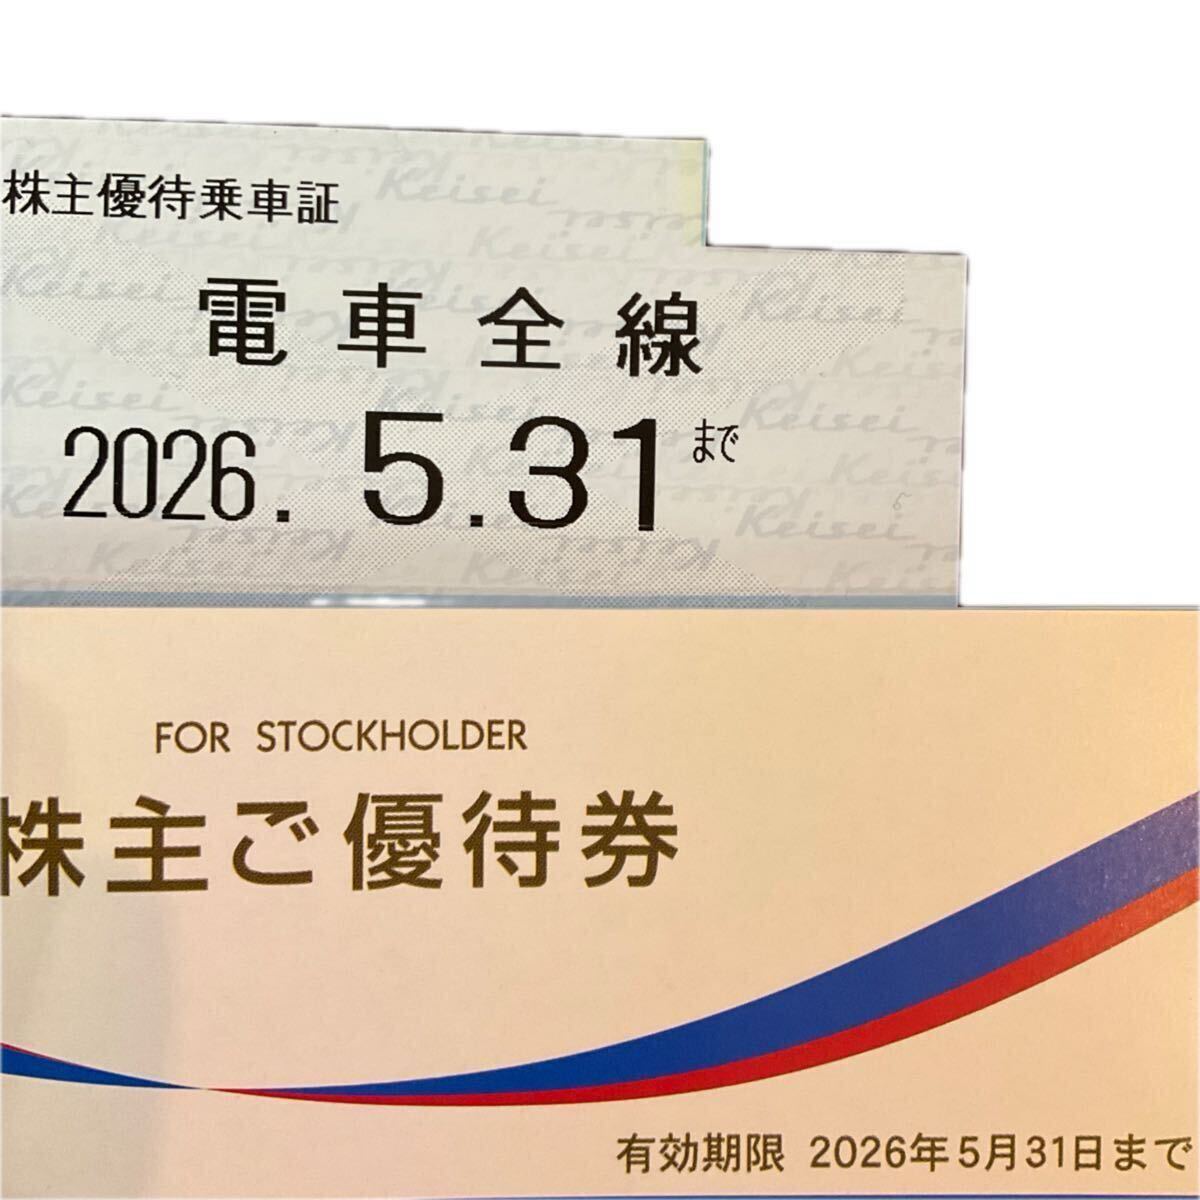 株主優待乗車証
電車全線
2026. 5.31まで
FOR STOCKHOLDER
株主ご優待券
有効期限 2026年5月31日まで